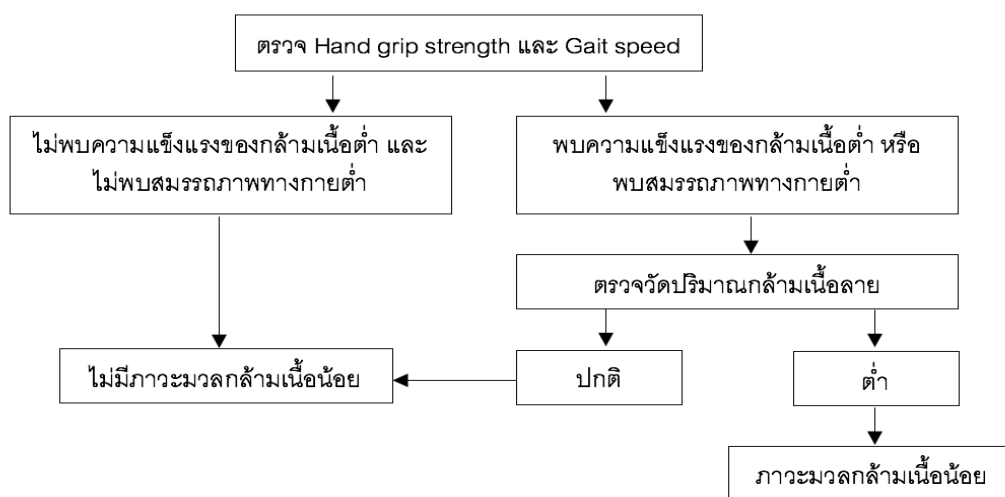 ตรวจ Hand grip strength และ Gait speed
ไม่พบความแข็งแรงของกล้ามเนื้อต่ำ และ
ไม่พบสมรรถภาพทางกายต่ำ
พบความแข็งแรงของกล้ามเนื้อต่ำ หรือ
พบสมรรถภาพทางกายต่ำ
ตรวจวัดปริมาณกล้ามเนื้อลาย
ไม่มีภาวะมวลกล้ามเนื้อน้อย
ปกติ
ต่ำ
ภาวะมวลกล้ามเนื้อน้อย